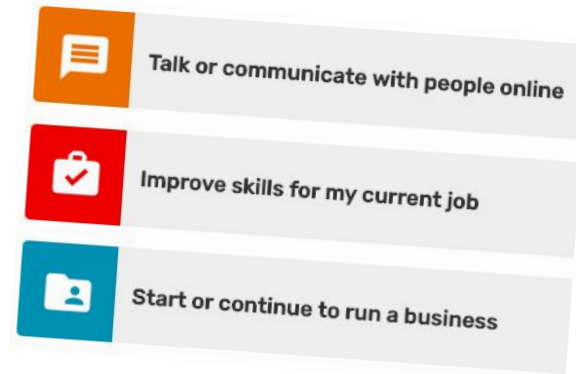 Talk or communicate with people online
Improve skills for my current job
Start or continue to run a business